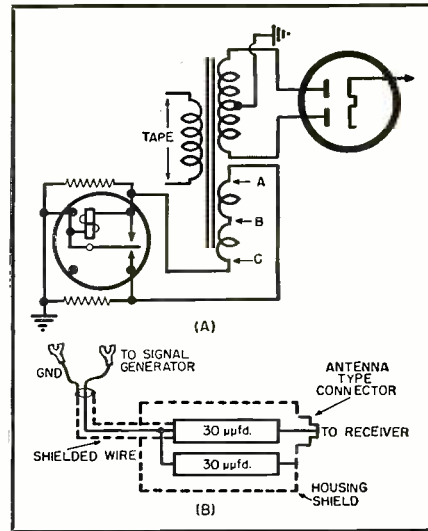 TAPE
A
B
C
(A)
GND
TO SIGNAL
GENERATOR
ANTENNA
TYPE
CONNECTOR
30 µµfd.
TO RECEIVER
SHIELDED WIRE
30 µµfd.
HOUSING
SHIELD
(B)